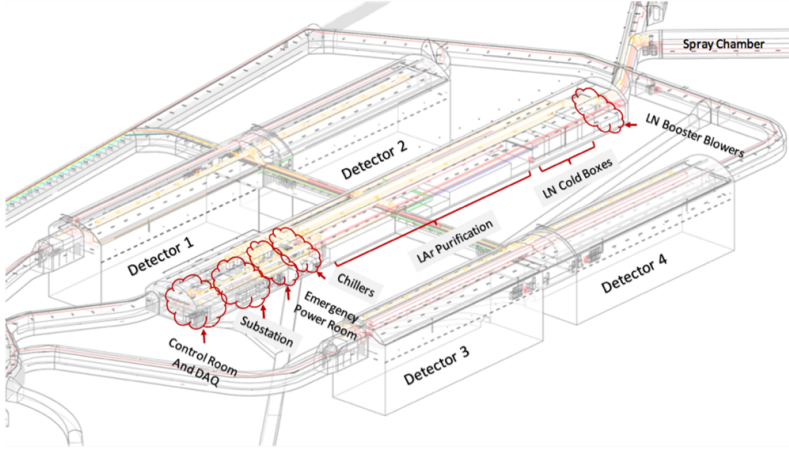 Spray Chamber
LN Booster Blowers
Detector 2
LN Cold Boxes
LAr Purification
Detector 1
Detector 4
Chillers
Emergency
Power Room
Substation
Control Room
And DAQ
Detector 3